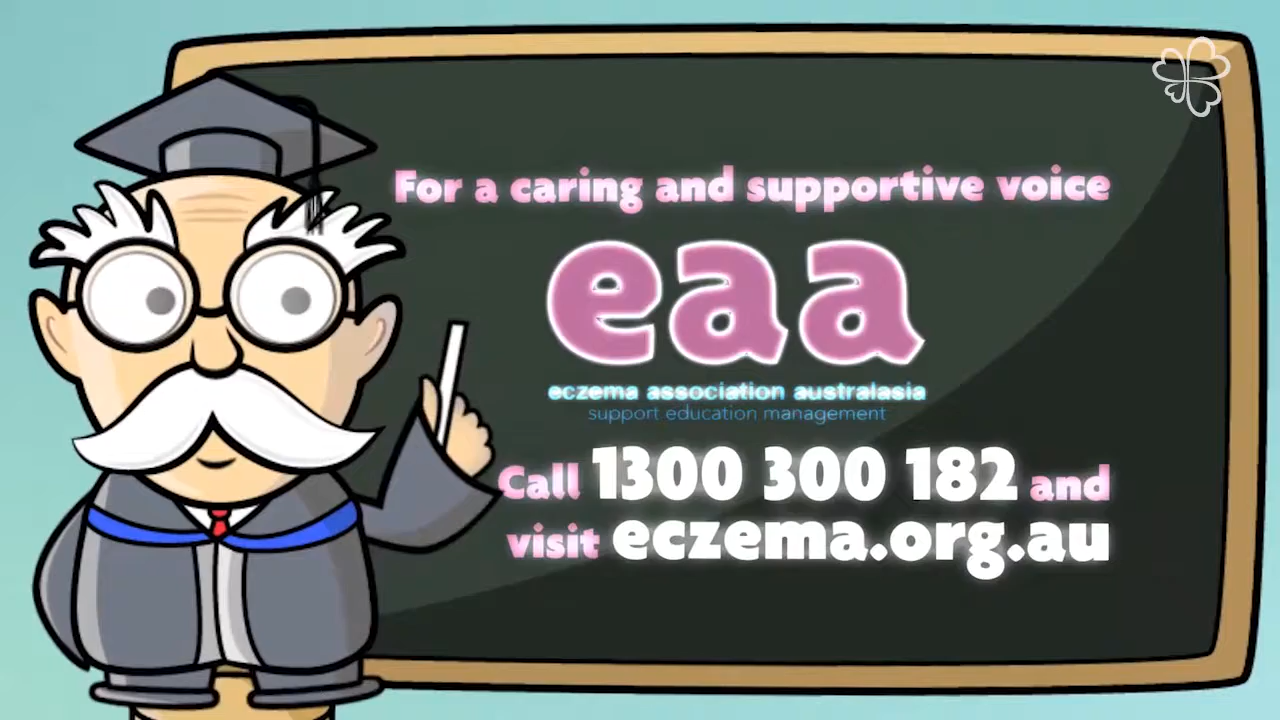 For a caring and supportive voice
eaa
eczema association australasia
support education management
Call 1300 300 182 and
visit eczema.org.au